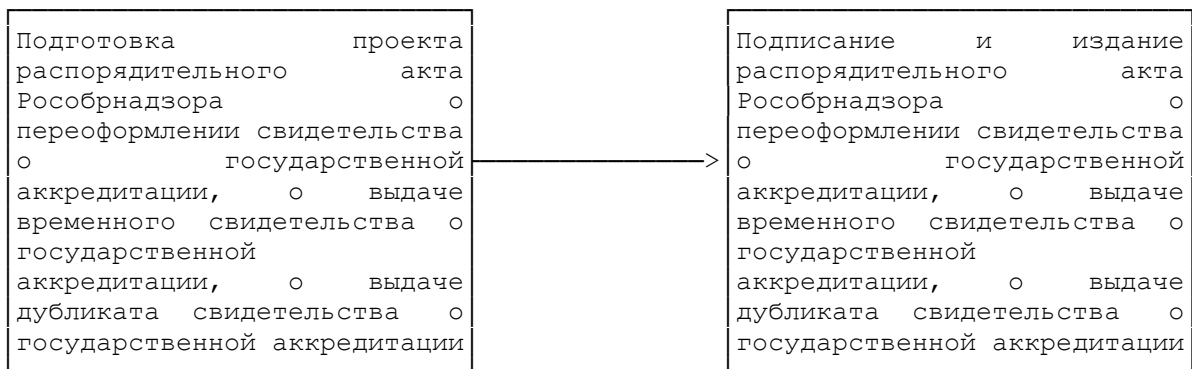 Подготовка проекта
распорядительного акта
Рособрнадзора о
переоформлении свидетельства
о государственной
аккредитации, о выдаче
временного свидетельства о
государственной
аккредитации, о выдаче
дубликата свидетельства о
государственной аккредитации
Подписание и издание
распорядительного акта
Рособрнадзора о
переоформлении свидетельства
о государственной
аккредитации, о выдаче
временного свидетельства о
государственной
аккредитации, о выдаче
дубликата свидетельства о
государственной аккредитации